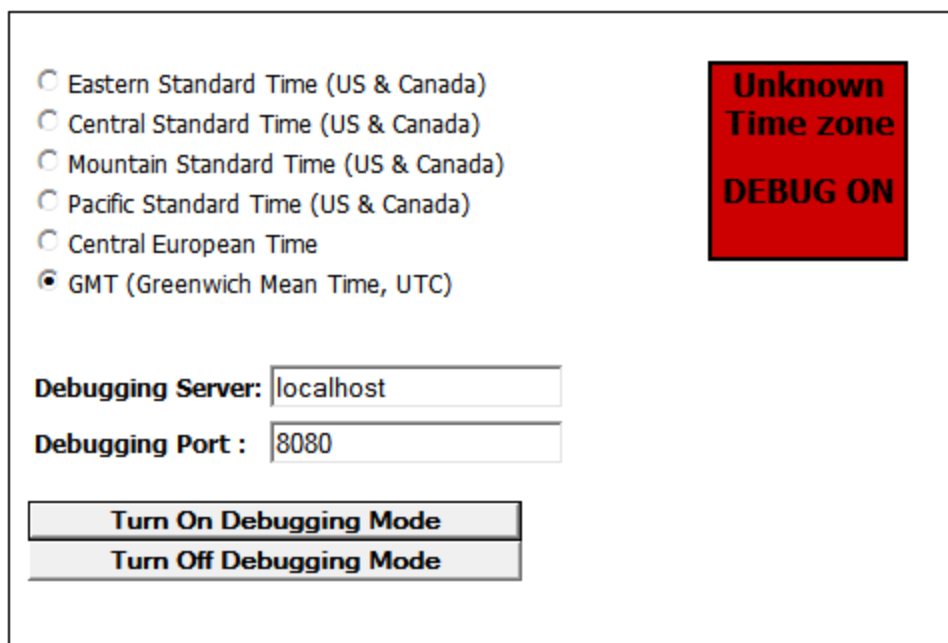 Eastern Standard Time (US & Canada)
Central Standard Time (US & Canada)
Mountain Standard Time (US & Canada)
Pacific Standard Time (US & Canada)
Central European Time
GMT (Greenwich Mean Time, UTC)
Unknown
Time zone
DEBUG ON
Debugging Server: localhost
Debugging Port : 8080
Turn On Debugging Mode
Turn Off Debugging Mode